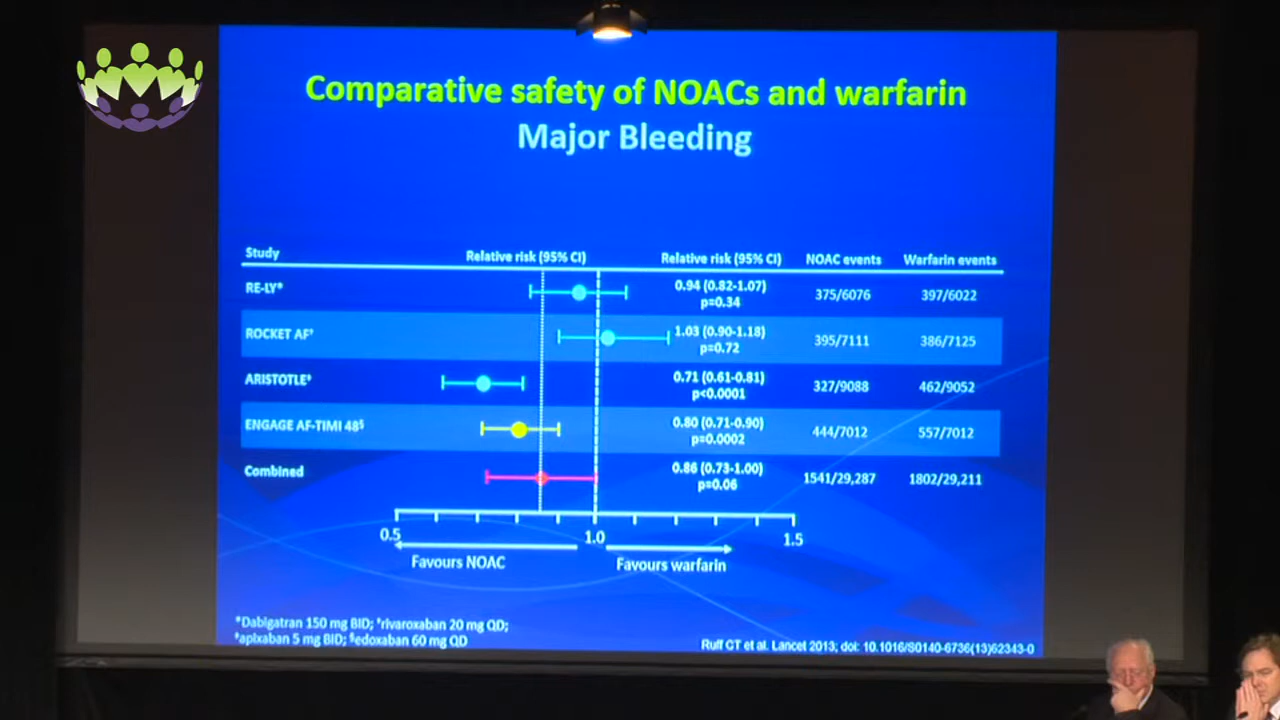 Comparative safety of NOACs and warfarin
Major Bleeding
Study Relative risk (95% CI) Relative risk (95% CI) NOAC events Warfarin events
RE-LY* 0.94 (0.82-1.07) 375/6076 397/6022
p=0.34
ROCKET AF† 1.03 (0.90-1.18) 395/7111 386/7125
p=0.72
ARISTOTLE‡ 0.71 (0.61-0.81) 327/9088 462/9052
p<0.0001
ENGAGE AF-TIMI 48§ 0.80 (0.71-0.90) 444/7012 557/7012
p=0.0002
Combined 0.86 (0.73-1.00) 1541/29,287 1802/29,211
p=0.06
0.5 1.0 1.5
Favours NOAC Favours warfarin
*Dabigatran 150 mg BID; †rivaroxaban 20 mg QD;
‡apixaban 5 mg BID; §edoxaban 60 mg QD
Ruff CT et al. Lancet 2013; doi: 10.1016/S0140-6736(13)62343-0